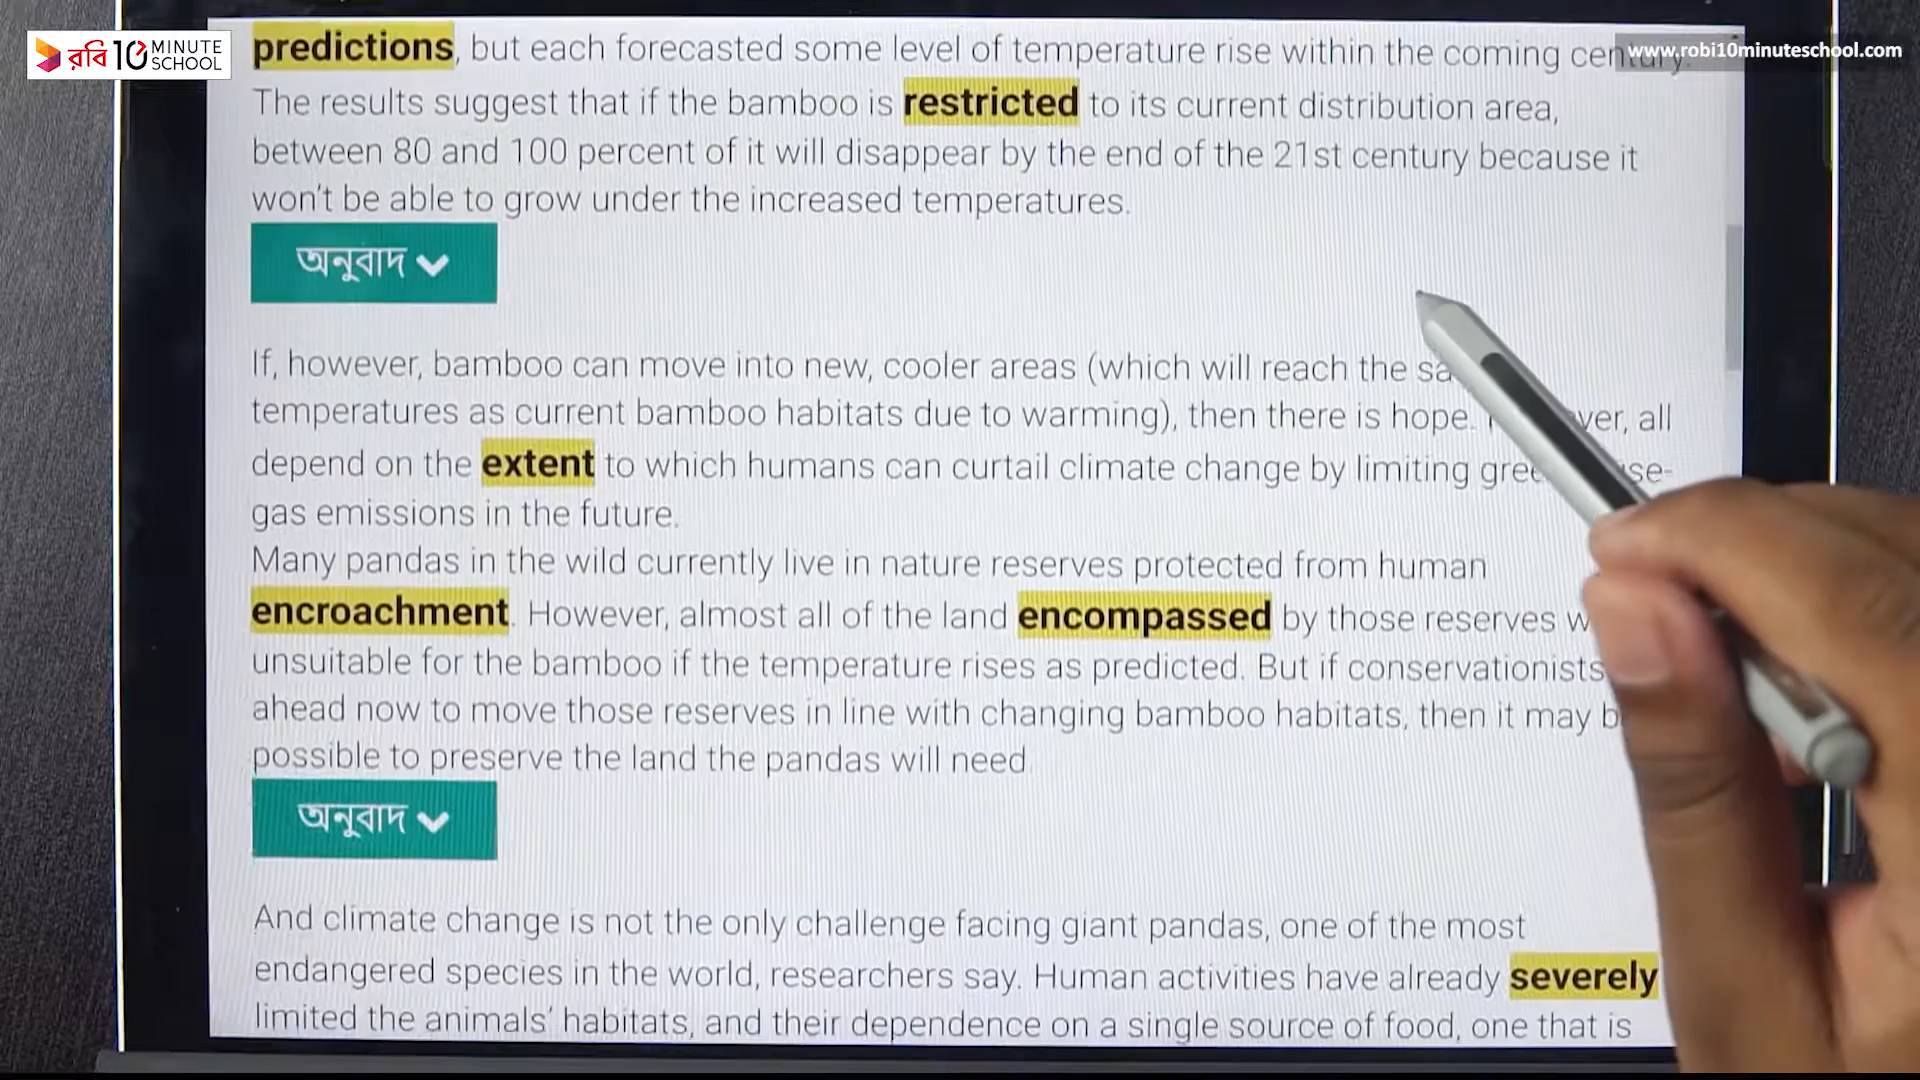 রবি 10 MINUTE SCHOOL
www.robi10minuteschool.com
predictions, but each forecasted some level of temperature rise within the coming century.
The results suggest that if the bamboo is restricted to its current distribution area,
between 80 and 100 percent of it will disappear by the end of the 21st century because it
won't be able to grow under the increased temperatures.
অনুবাদ
If, however, bamboo can move into new, cooler areas (which will reach the
temperatures as current bamboo habitats due to warming), then there is hope. all
depend on the extent to which humans can curtail climate change by limiting
gas emissions in the future.
Many pandas in the wild currently live in nature reserves protected from human
encroachment. However, almost all of the land encompassed by those reserves
unsuitable for the bamboo if the temperature rises as predicted. But if conservationists
ahead now to move those reserves in line with changing bamboo habitats, then it may
possible to preserve the land the pandas will need.
অনুবাদ
And climate change is not the only challenge facing giant pandas, one of the most
endangered species in the world, researchers say. Human activities have already severely
limited the animals' habitats, and their dependence on a single source of food, one that is